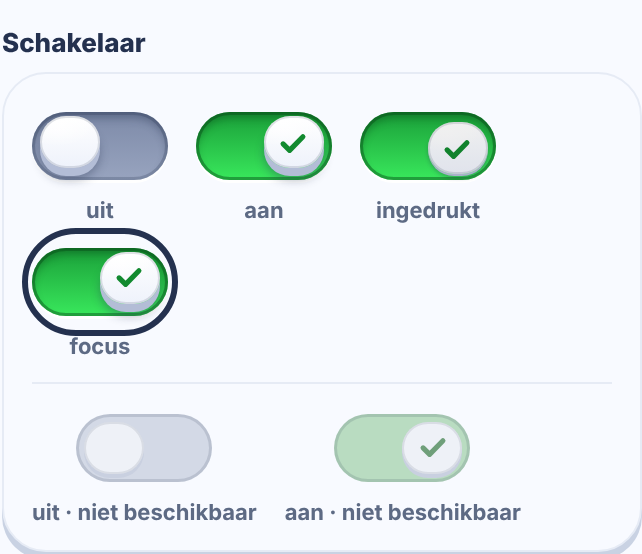 Schakelaar
uit
aan
ingedrukt
focus
uit · niet beschikbaar
aan · niet beschikbaar